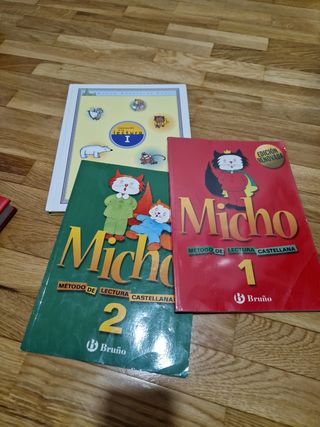 I
EDICIÓN
RENOVADA
Micho
MÉTODO DE LECTURA CASTELLANA
1
Bruño
Micho
MÉTODO DE LECTURA CASTELLANA
2
Bruño